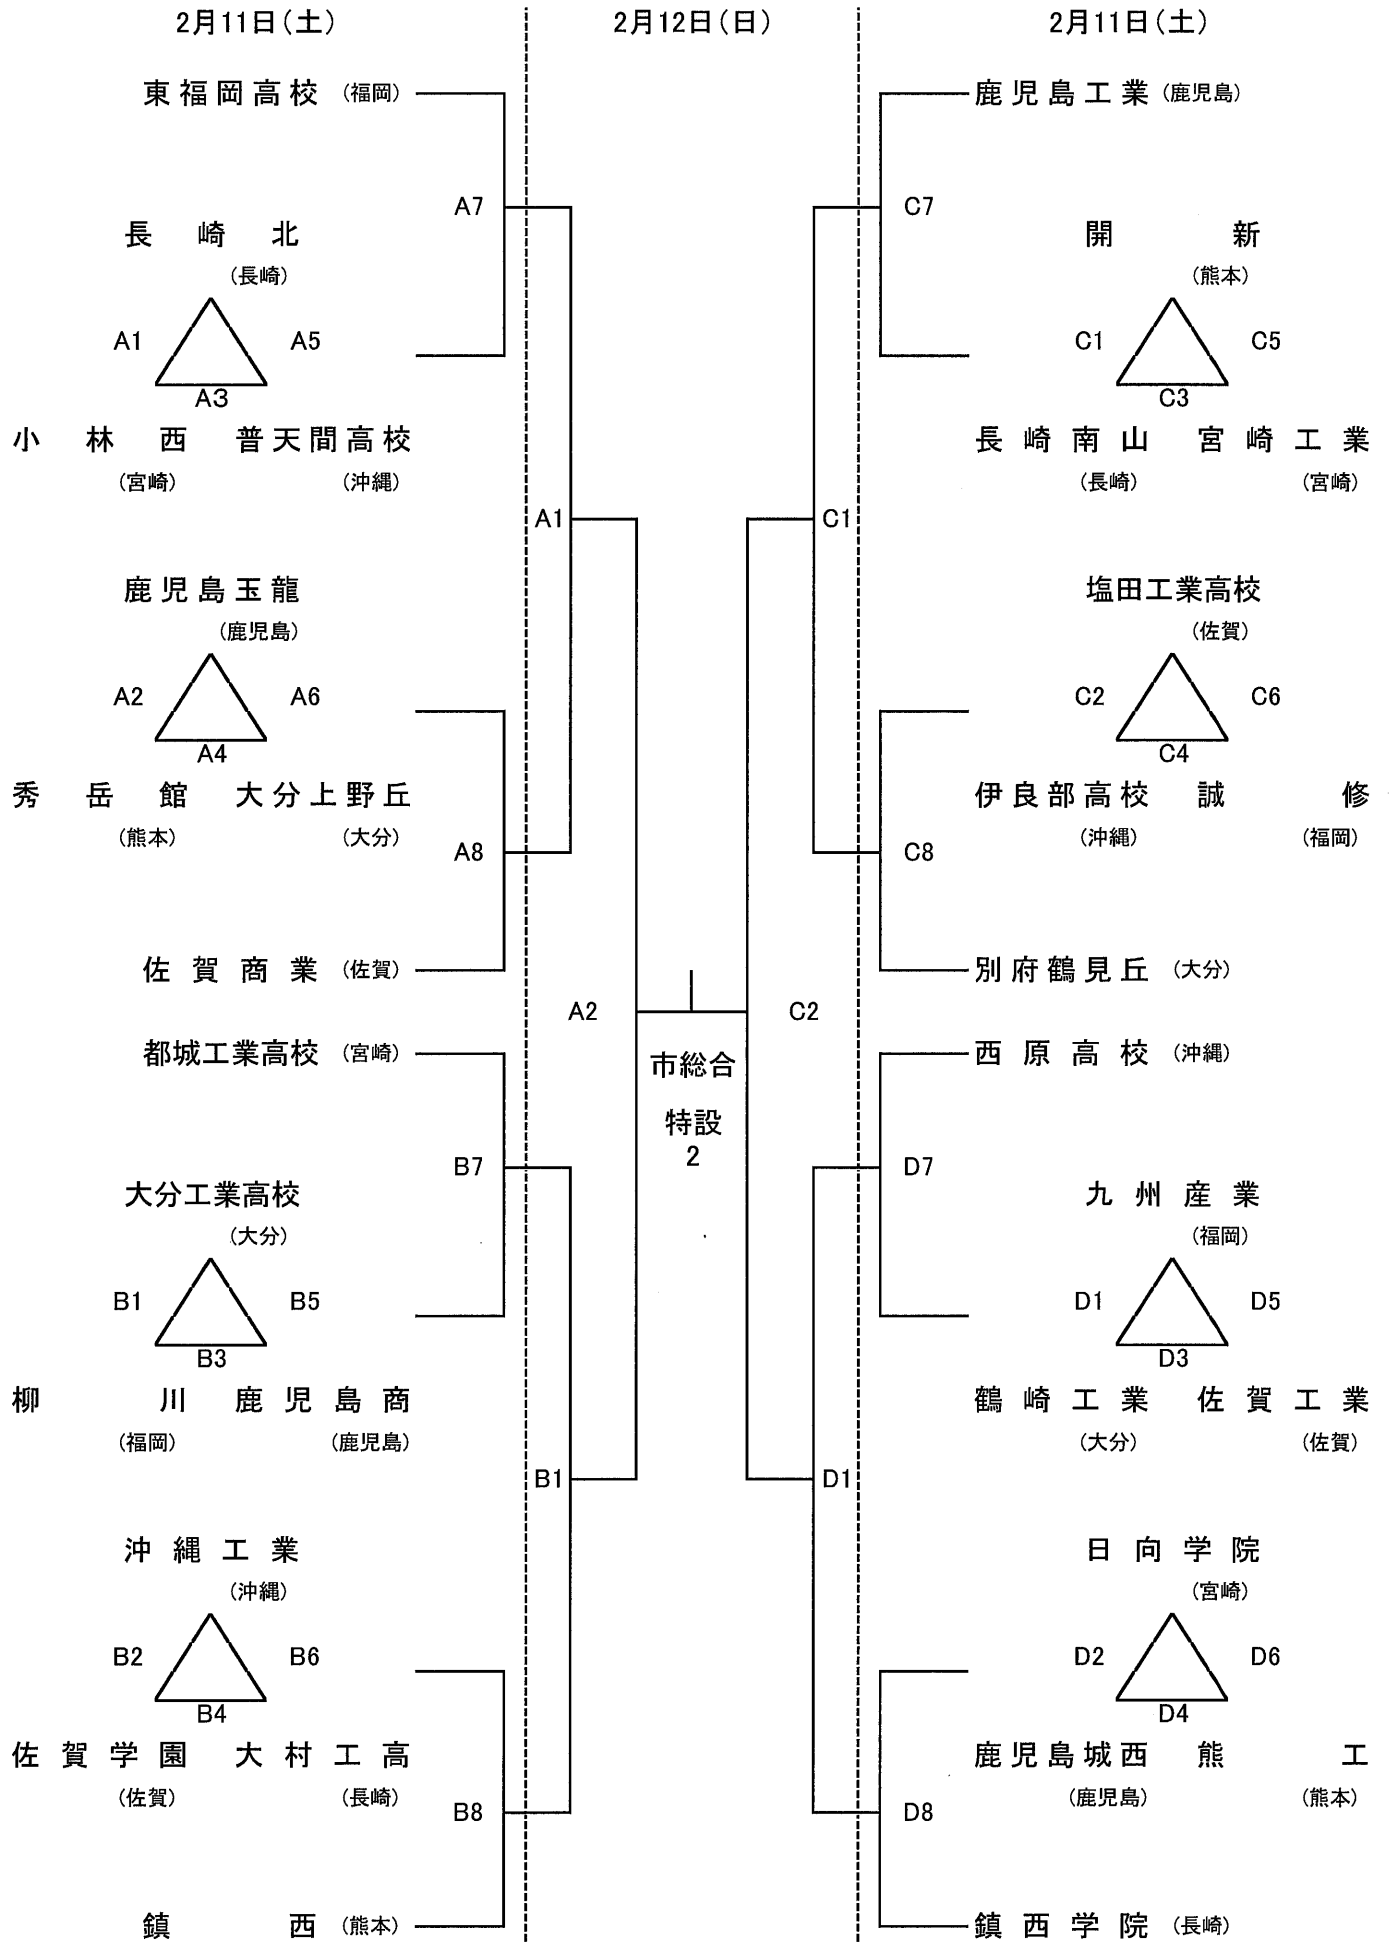 2月11日(土) 2月12日(日) 2月11日(土)
東福岡高校 (福岡) 鹿児島工業 (鹿児島)
A7 C7
長崎北 開新
(長崎) (熊本)
A1 A5 C1 C5
A3 C3
小林西 普天間高校 長崎南山 宮崎工業
(宮崎) (沖縄) (長崎) (宮崎)
A1 C1
鹿児島玉龍 塩田工業高校
(鹿児島) (佐賀)
A2 A6 C2 C6
A4 C4
秀岳館 大分上野丘 伊良部高校 誠修
(熊本) (大分) (沖縄) (福岡)
A8 C8
佐賀商業 (佐賀) 別府鶴見丘 (大分)
A2 C2
都城工業高校 (宮崎) 西原高校 (沖縄)
市総合
特設
2
B7 D7
大分工業高校 九州産業
(大分) (福岡)
B1 B5 D1 D5
B3 D3
柳川 鹿児島商 鶴崎工業 佐賀工業
(福岡) (鹿児島) (大分) (佐賀)
B1 D1
沖縄工業 日向学院
(沖縄) (宮崎)
B2 B6 D2 D6
B4 D4
佐賀学園 大村工高 鹿児島城西 熊工
(佐賀) (長崎) (鹿児島) (熊本)
B8 D8
鎮西 (熊本) 鎮西学院 (長崎)